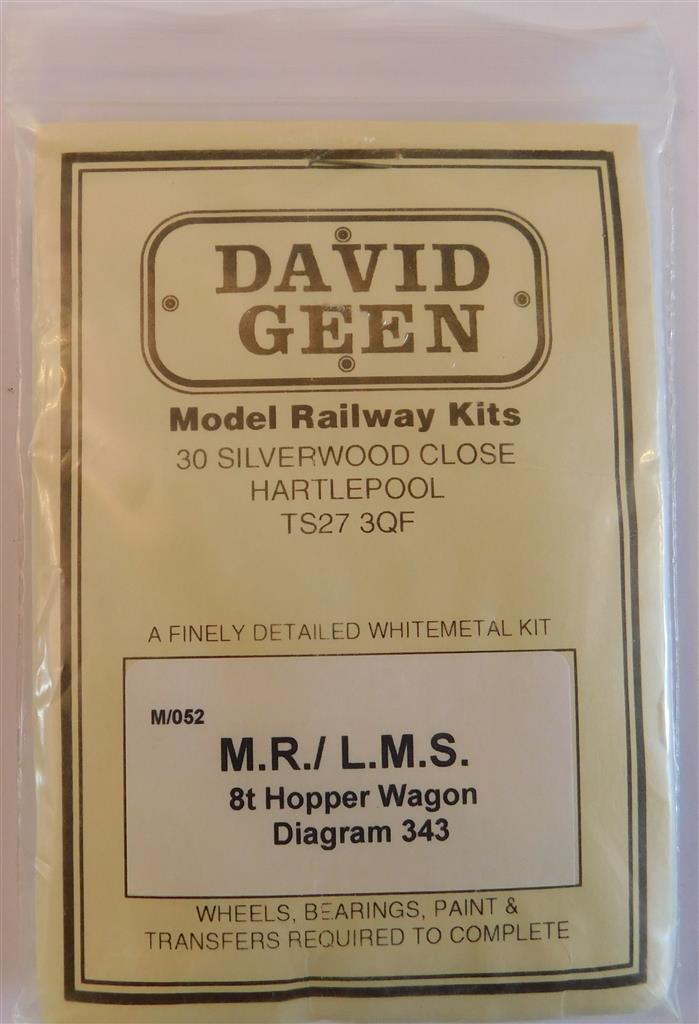 DAVID
GEEN
Model Railway Kits
30 SILVERWOOD CLOSE
HARTLEPOOL
TS27 3QF
A FINELY DETAILED WHITEMETAL KIT
M/052
M.R./ L.M.S.
8t Hopper Wagon
Diagram 343
WHEELS, BEARINGS, PAINT &
TRANSFERS REQUIRED TO COMPLETE